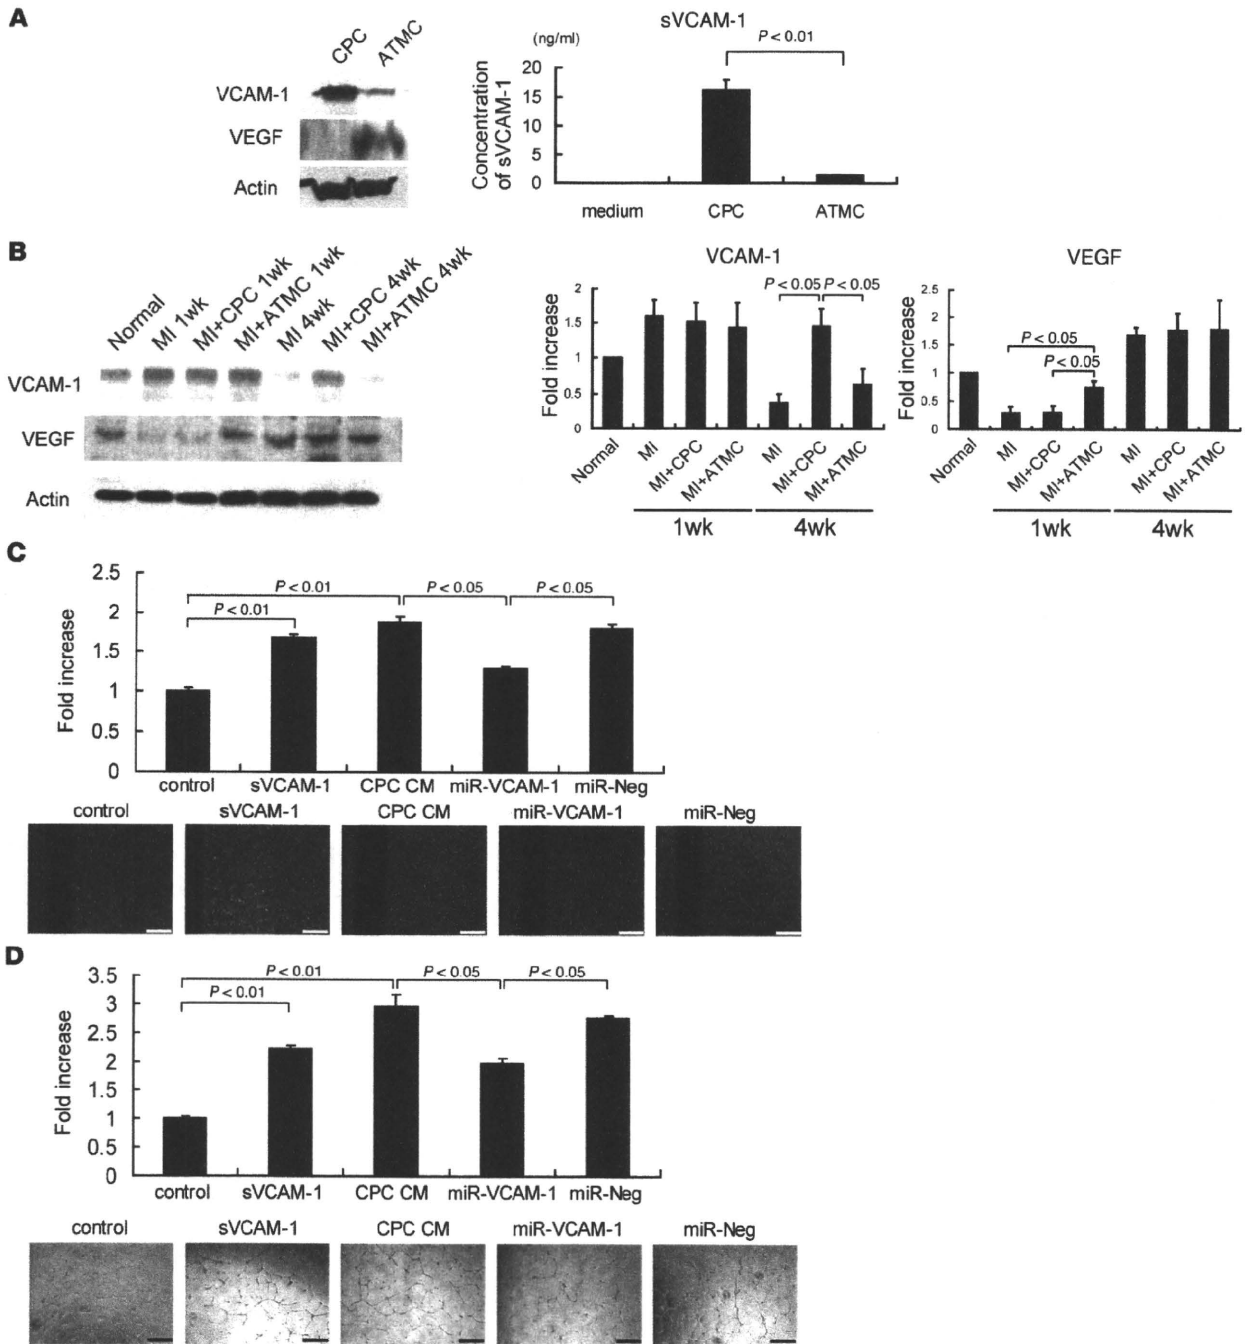 A
CPC
ATMC
VCAM-1
VEGF
Actin
sVCAM-1
(ng/ml)
P < 0.01
Concentration
of sVCAM-1
20
15
10
5
0
medium
CPC
ATMC
B
Normal
MI 1wk
MI+CPC 1wk
MI+ATMC 1wk
MI 4wk
MI+CPC 4wk
MI+ATMC 4wk
VCAM-1
VEGF
Actin
VCAM-1
P < 0.05
P < 0.05
Fold increase
2
1.5
1
0.5
0
Normal
MI
MI+CPC
MI+ATMC
MI
MI+CPC
MI+ATMC
1wk
4wk
VEGF
P < 0.05
P < 0.05
Fold increase
2.5
2
1.5
1
0.5
0
Normal
MI
MI+CPC
MI+ATMC
MI
MI+CPC
MI+ATMC
1wk
4wk
C
Fold increase
2.5
2
1.5
1
0.5
0
P < 0.01
P < 0.05
P < 0.05
P < 0.01
control
sVCAM-1
CPC CM
miR-VCAM-1
miR-Neg
control
sVCAM-1
CPC CM
miR-VCAM-1
miR-Neg
D
Fold increase
3.5
3
2.5
2
1.5
1
0.5
0
P < 0.01
P < 0.05
P < 0.05
P < 0.01
control
sVCAM-1
CPC CM
miR-VCAM-1
miR-Neg
control
sVCAM-1
CPC CM
miR-VCAM-1
miR-Neg